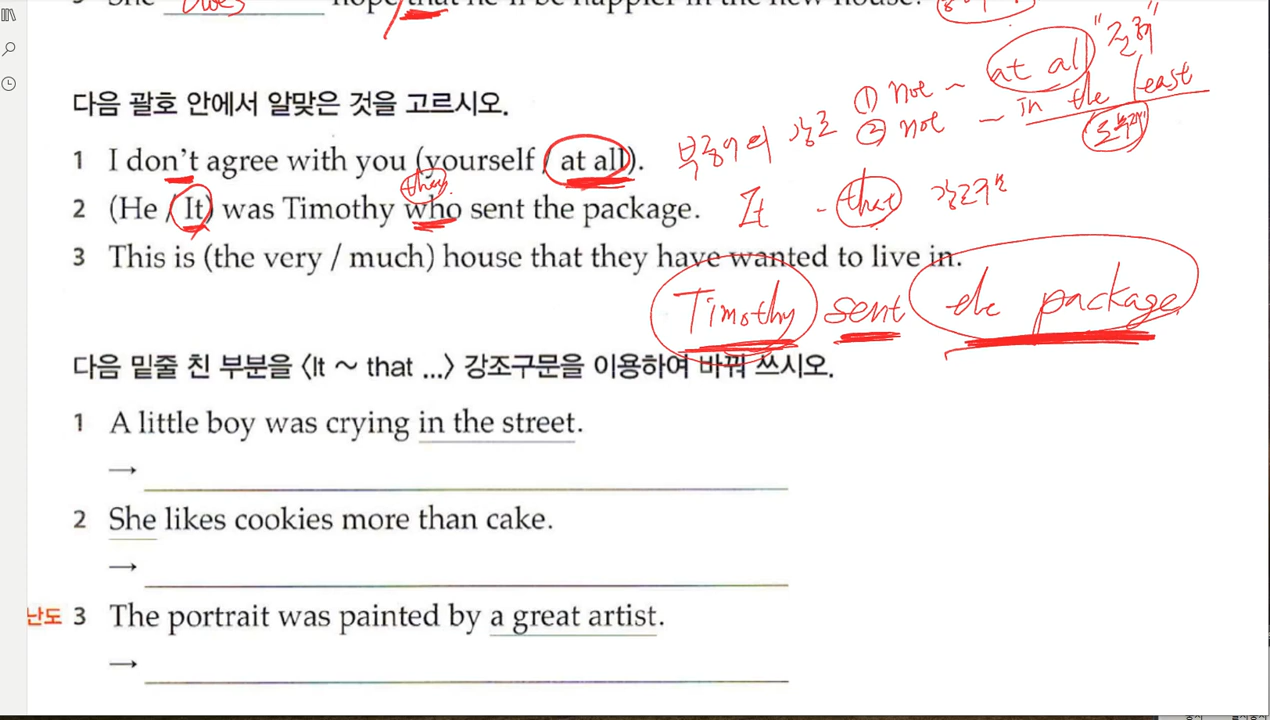 She does hope that he'll be happier in the new house.
"전혀"
① not ~ at all
부정어의 강조 ② not ~ in the least
도무지
다음 괄호 안에서 알맞은 것을 고르시오.
1 I don't agree with you (yourself / at all).
that
2 (He / It) was Timothy who sent the package.
It - that 강조구문
3 This is (the very / much) house that they have wanted to live in.
Timothy sent the package
다음 밑줄 친 부분을 〈It ~ that ...〉 강조구문을 이용하여 바꿔 쓰시오.
1 A little boy was crying in the street.
→
2 She likes cookies more than cake.
→
난도 3 The portrait was painted by a great artist.
→